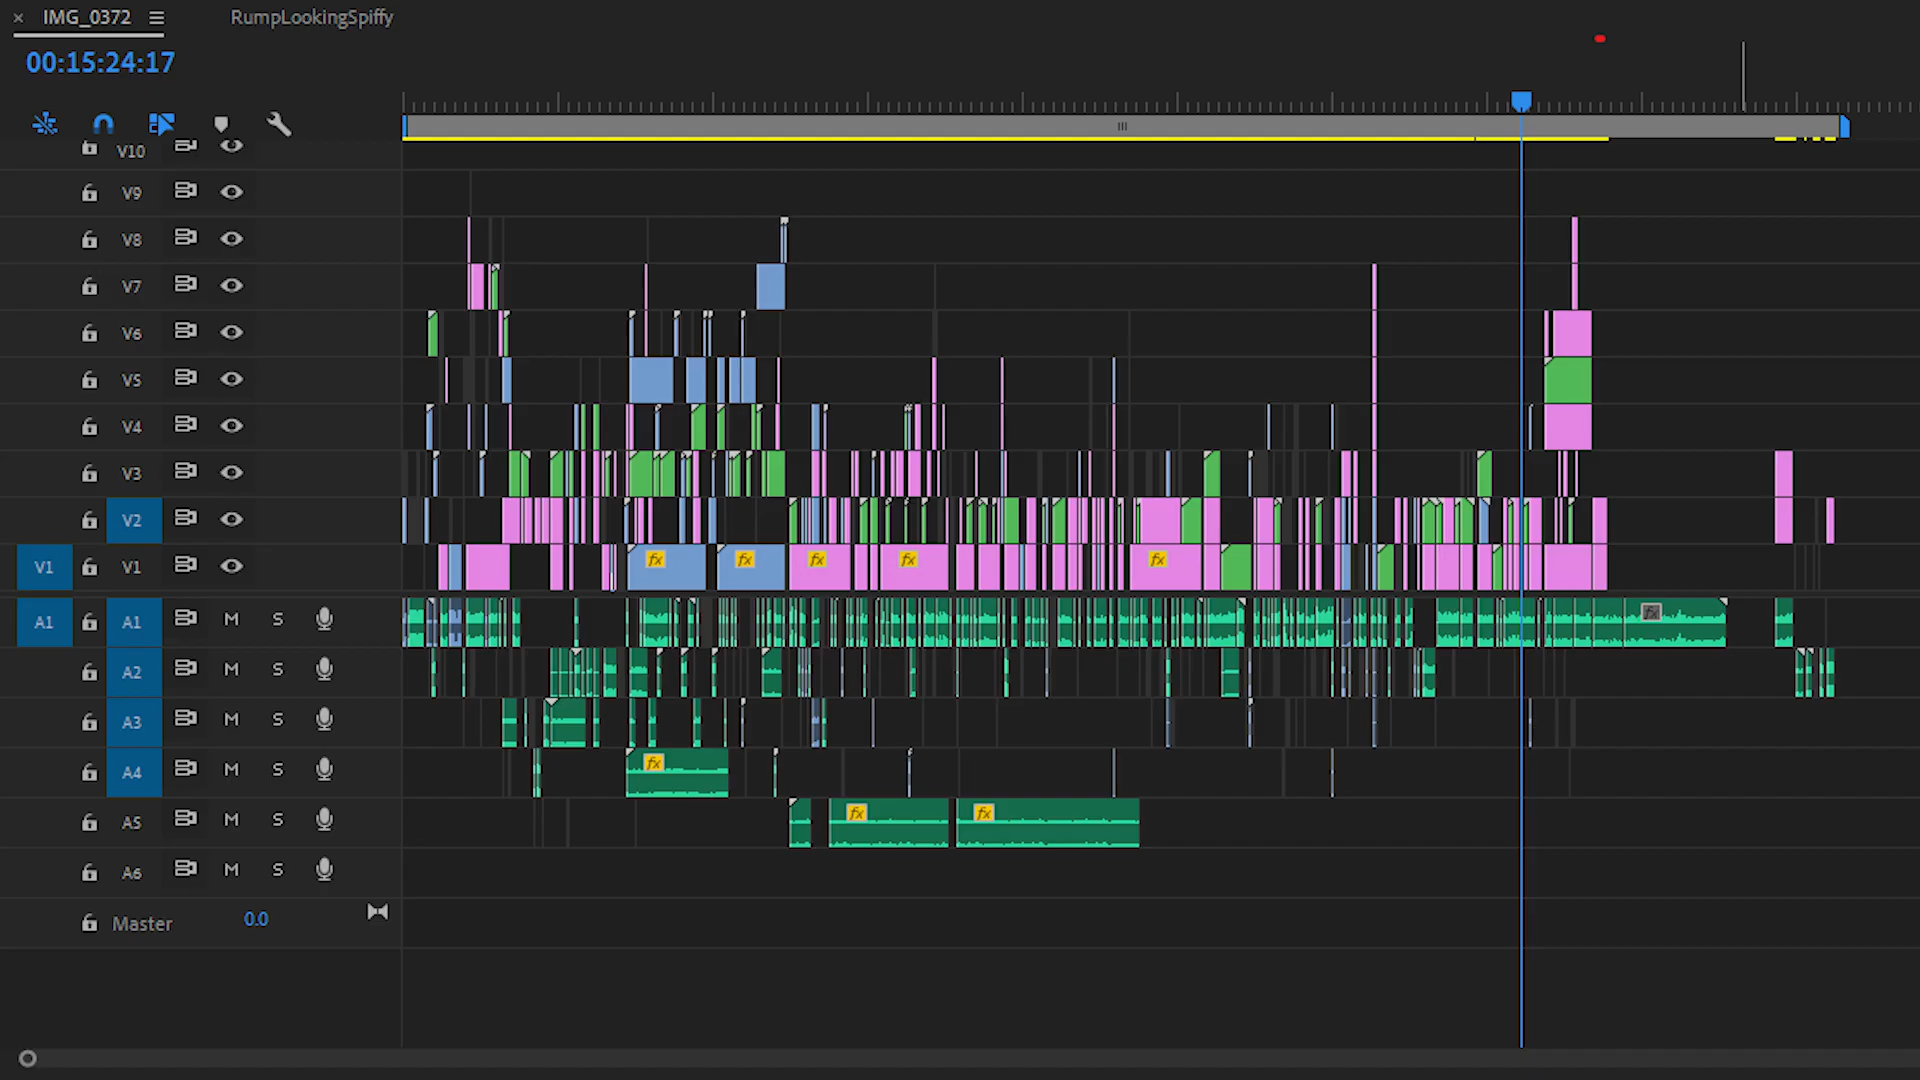 × IMG_0372 RumpLookingSpiffy
00:15:24:17
V10
V9
V8
V7
V6
V5
V4
V3
V2
V1 V1 fx fx fx fx fx
A1 A1 M S fx
A2 M S
A3 M S
A4 M S fx
A5 M S fx fx
A6 M S
Master 0.0